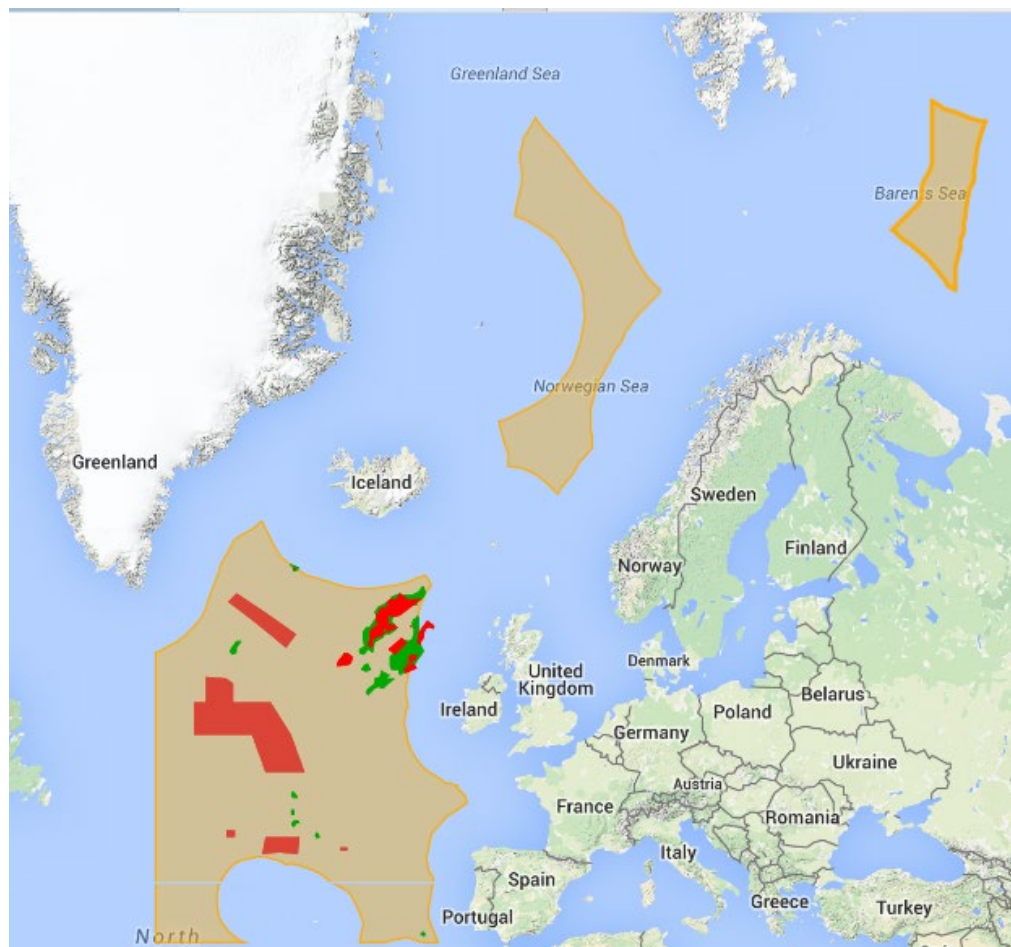 Greenland Sea
Barents Sea
Norwegian Sea
Greenland
Iceland
Sweden
Finland
Norway
Denmark
United
Kingdom
Ireland
Belarus
Poland
Germany
Ukraine
Austria
France
Romania
Italy
Spain
Greece
Portugal
Turkey
North